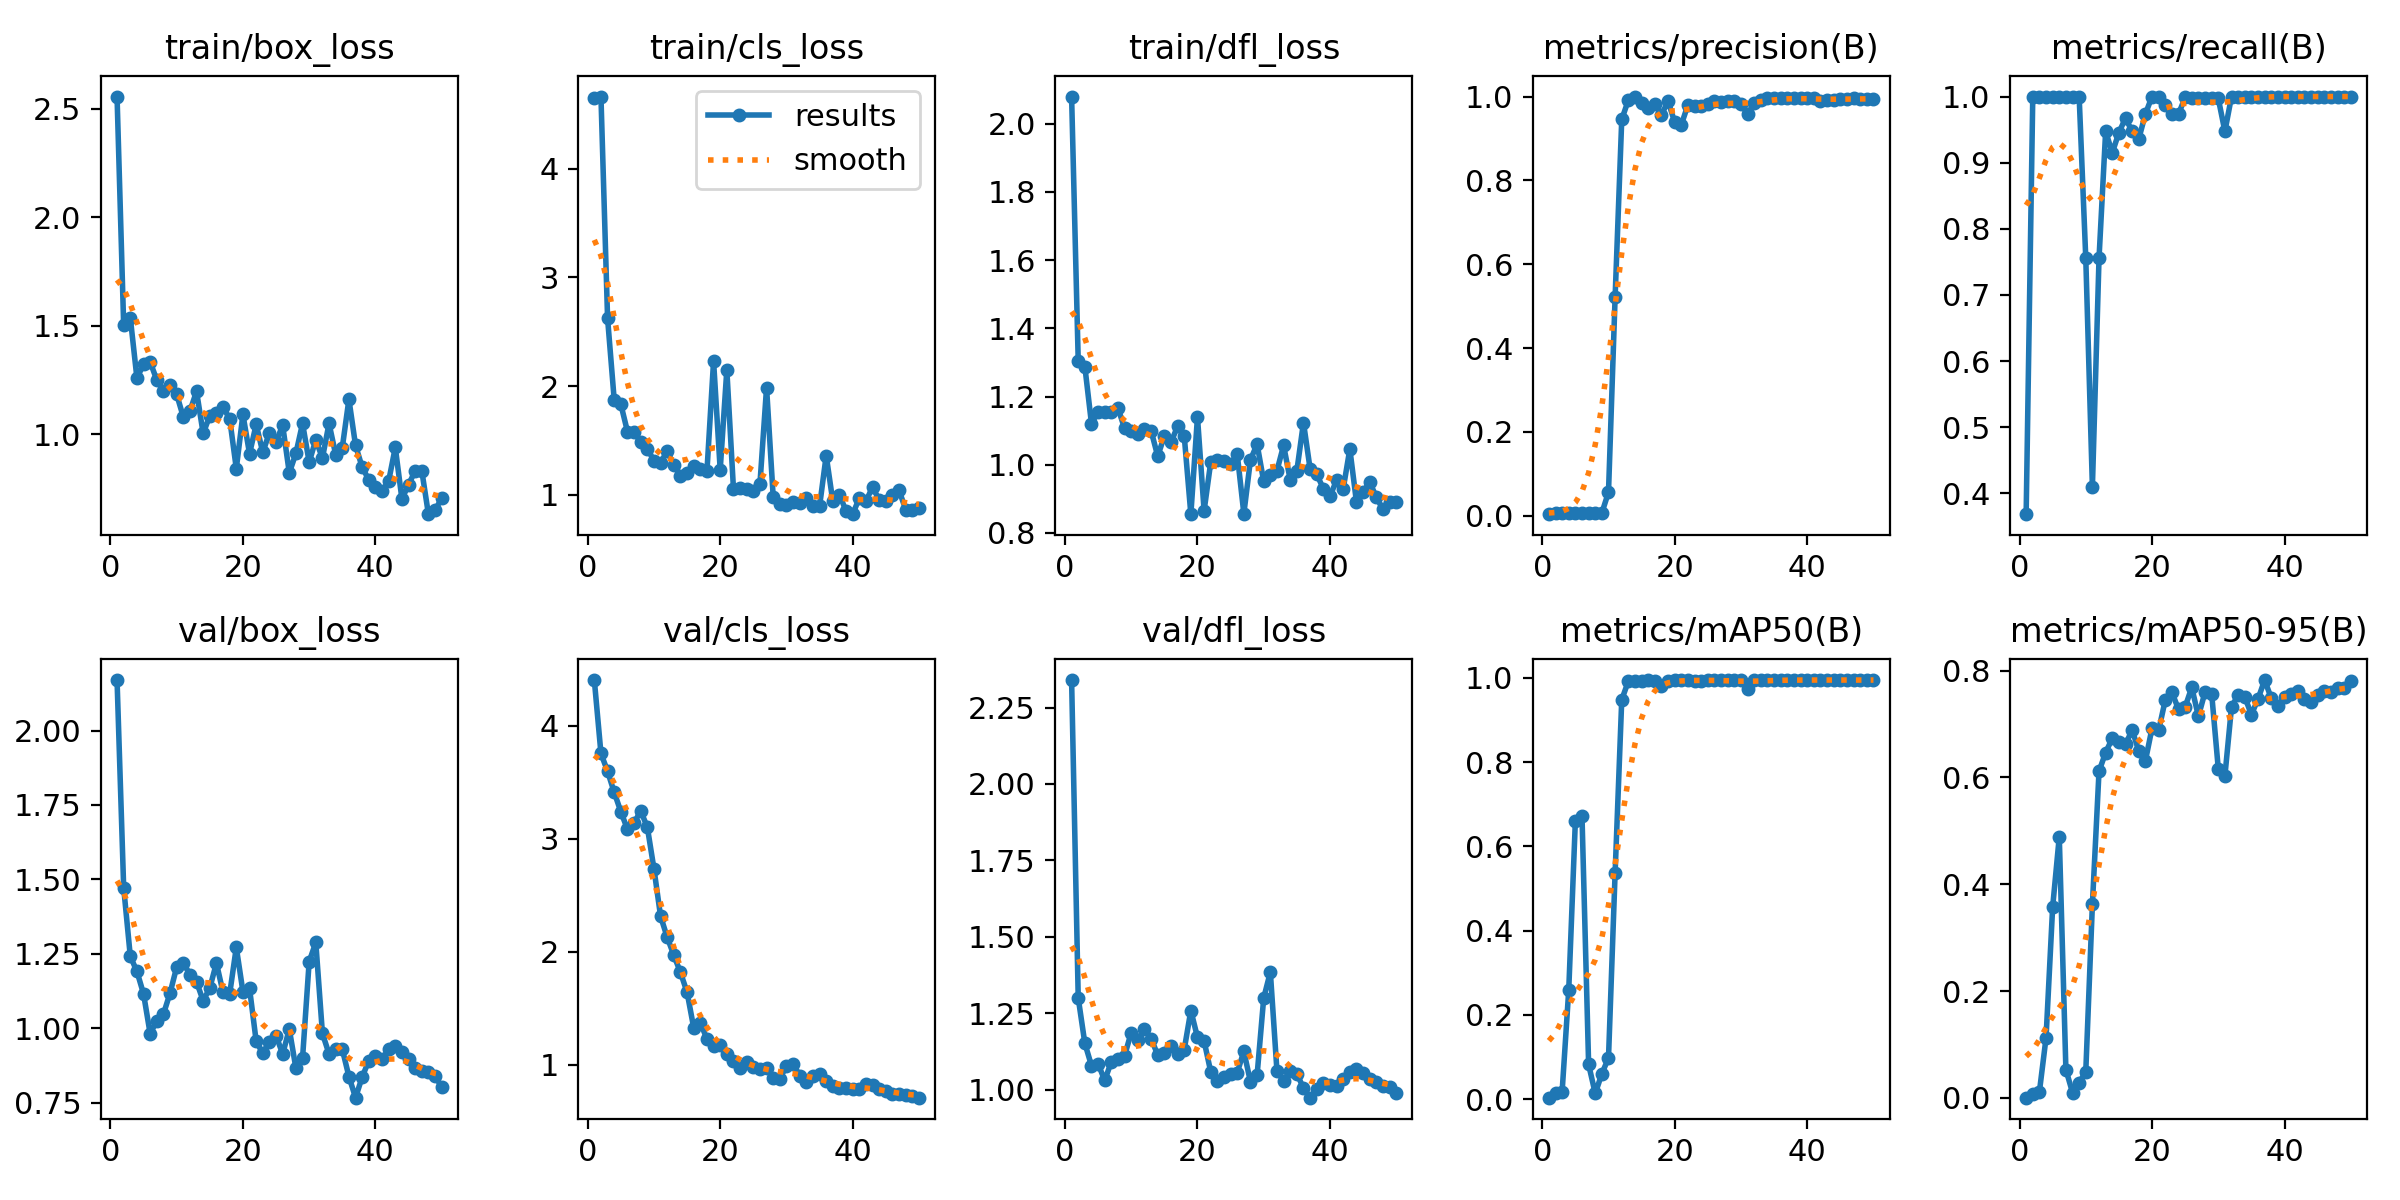 train/box_loss
2.5
2.0
1.5
1.0
0 20 40
train/cls_loss
results
smooth
4
3
2
1
0 20 40
train/dfl_loss
2.0
1.8
1.6
1.4
1.2
1.0
0.8
0 20 40
metrics/precision(B)
1.0
0.8
0.6
0.4
0.2
0.0
0 20 40
metrics/recall(B)
1.0
0.9
0.8
0.7
0.6
0.5
0.4
0 20 40
val/box_loss
2.00
1.75
1.50
1.25
1.00
0.75
0 20 40
val/cls_loss
4
3
2
1
0 20 40
val/dfl_loss
2.25
2.00
1.75
1.50
1.25
1.00
0 20 40
metrics/mAP50(B)
1.0
0.8
0.6
0.4
0.2
0.0
0 20 40
metrics/mAP50-95(B)
0.8
0.6
0.4
0.2
0.0
0 20 40